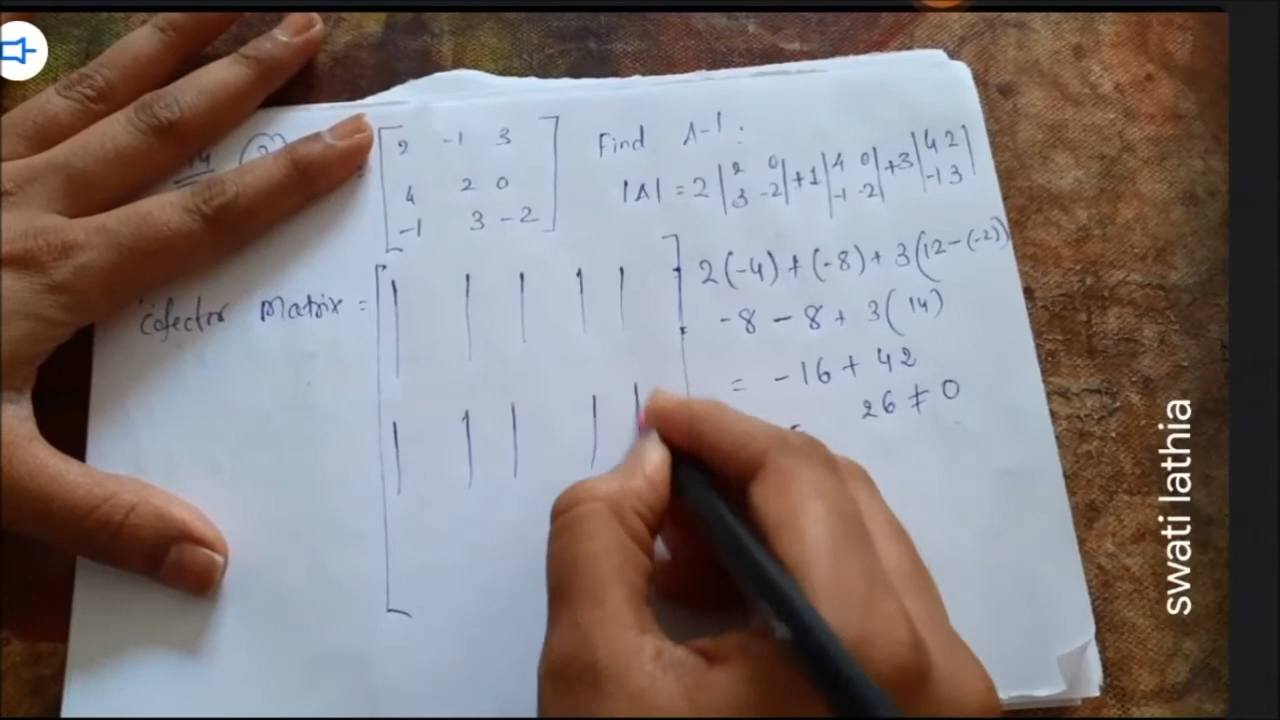 2 -1 3
4 2 0
-1 3 -2
Find A-1 :
|A| = 2 |2 0 3 -2| +1 |4 0 -1 -2| +3 |4 2 -1 3|
2(-4) + (-8) + 3(12-(-2))
-8 - 8 + 3(14)
= -16 + 42
26 ≠ 0
Cofector Matrix =
swati lathia